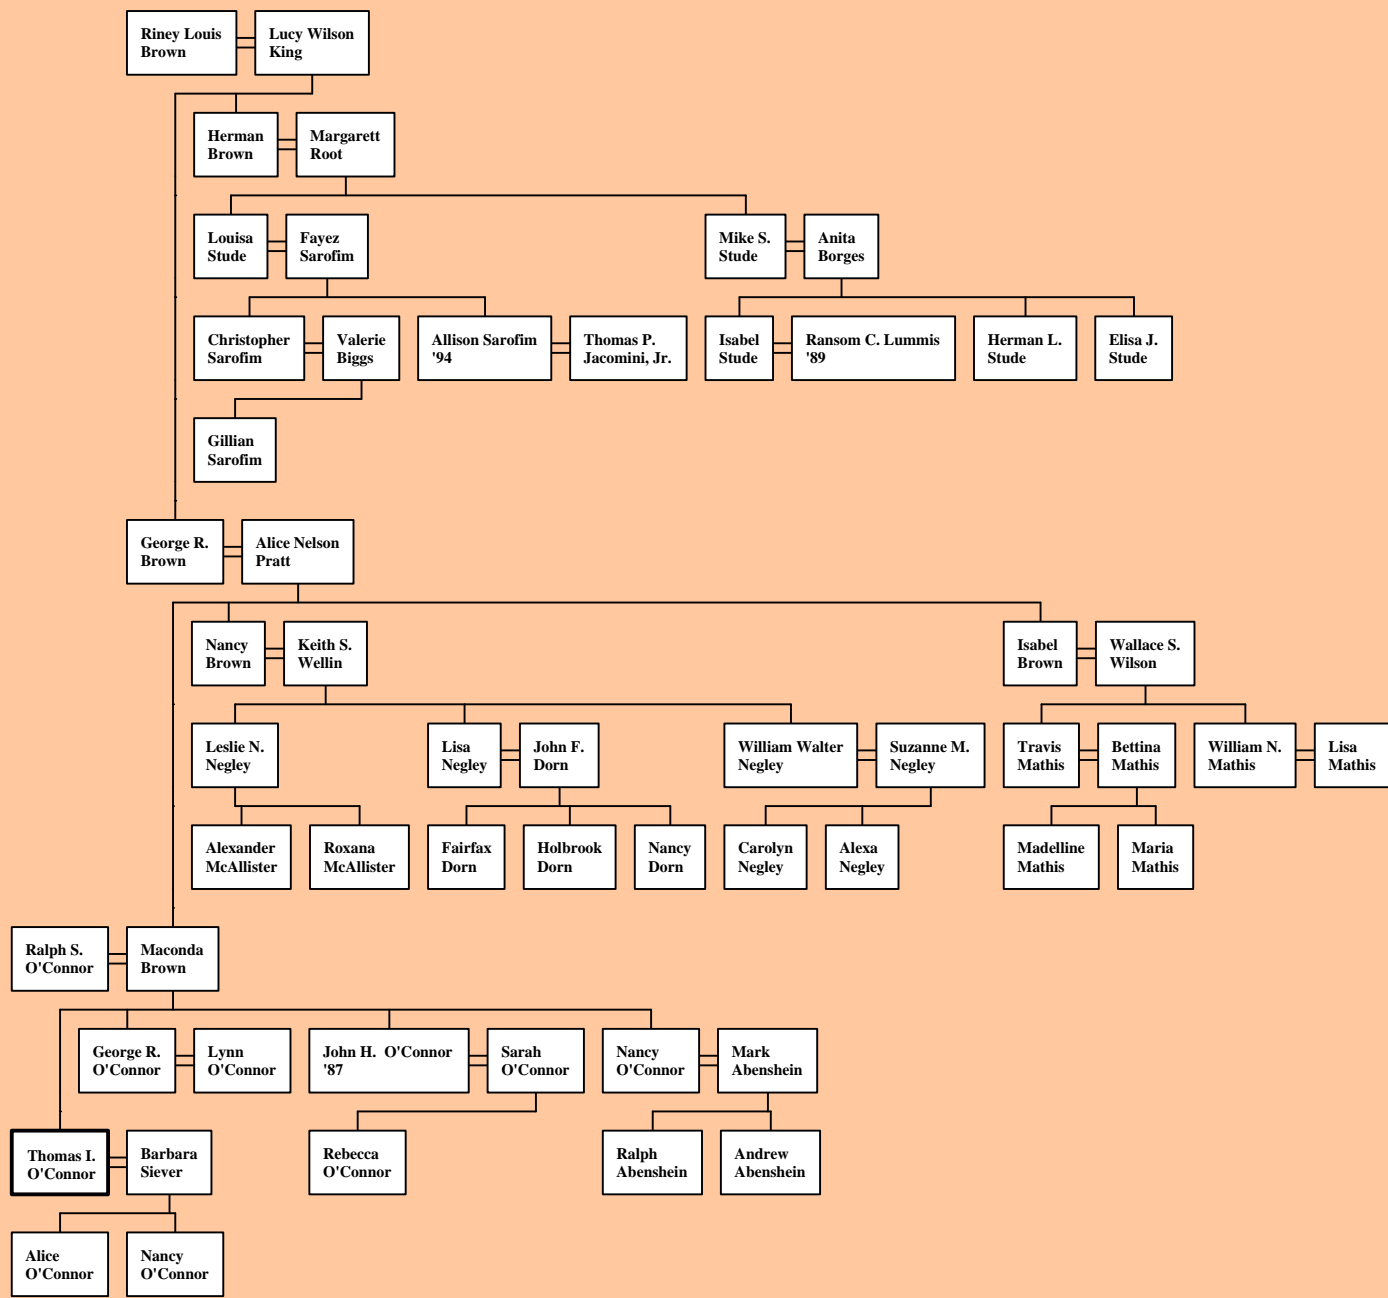 Riney Louis
Brown
Lucy Wilson
King
Herman
Brown
Margarett
Root
Louisa
Stude
Fayez
Sarofim
Mike S.
Stude
Anita
Borges
Christopher
Sarofim
Valerie
Biggs
Allison Sarofim
'94
Thomas P.
Jacomini, Jr.
Isabel
Stude
Ransom C. Lummis
'89
Herman L.
Stude
Elisa J.
Stude
Gillian
Sarofim
George R.
Brown
Alice Nelson
Pratt
Nancy
Brown
Keith S.
Wellin
Isabel
Brown
Wallace S.
Wilson
Leslie N.
Negley
Lisa
Negley
John F.
Dorn
William Walter
Negley
Suzanne M.
Negley
Travis
Mathis
Bettina
Mathis
William N.
Mathis
Lisa
Mathis
Alexander
McAllister
Roxana
McAllister
Fairfax
Dorn
Holbrook
Dorn
Nancy
Dorn
Carolyn
Negley
Alexa
Negley
Madelline
Mathis
Maria
Mathis
Ralph S.
O'Connor
Maconda
Brown
George R.
O'Connor
Lynn
O'Connor
John H.  O'Connor
'87
Sarah
O'Connor
Nancy
O'Connor
Mark
Abenshein
Thomas I.
O'Connor
Barbara
Siever
Rebecca
O'Connor
Ralph
Abenshein
Andrew
Abenshein
Alice
O'Connor
Nancy
O'Connor